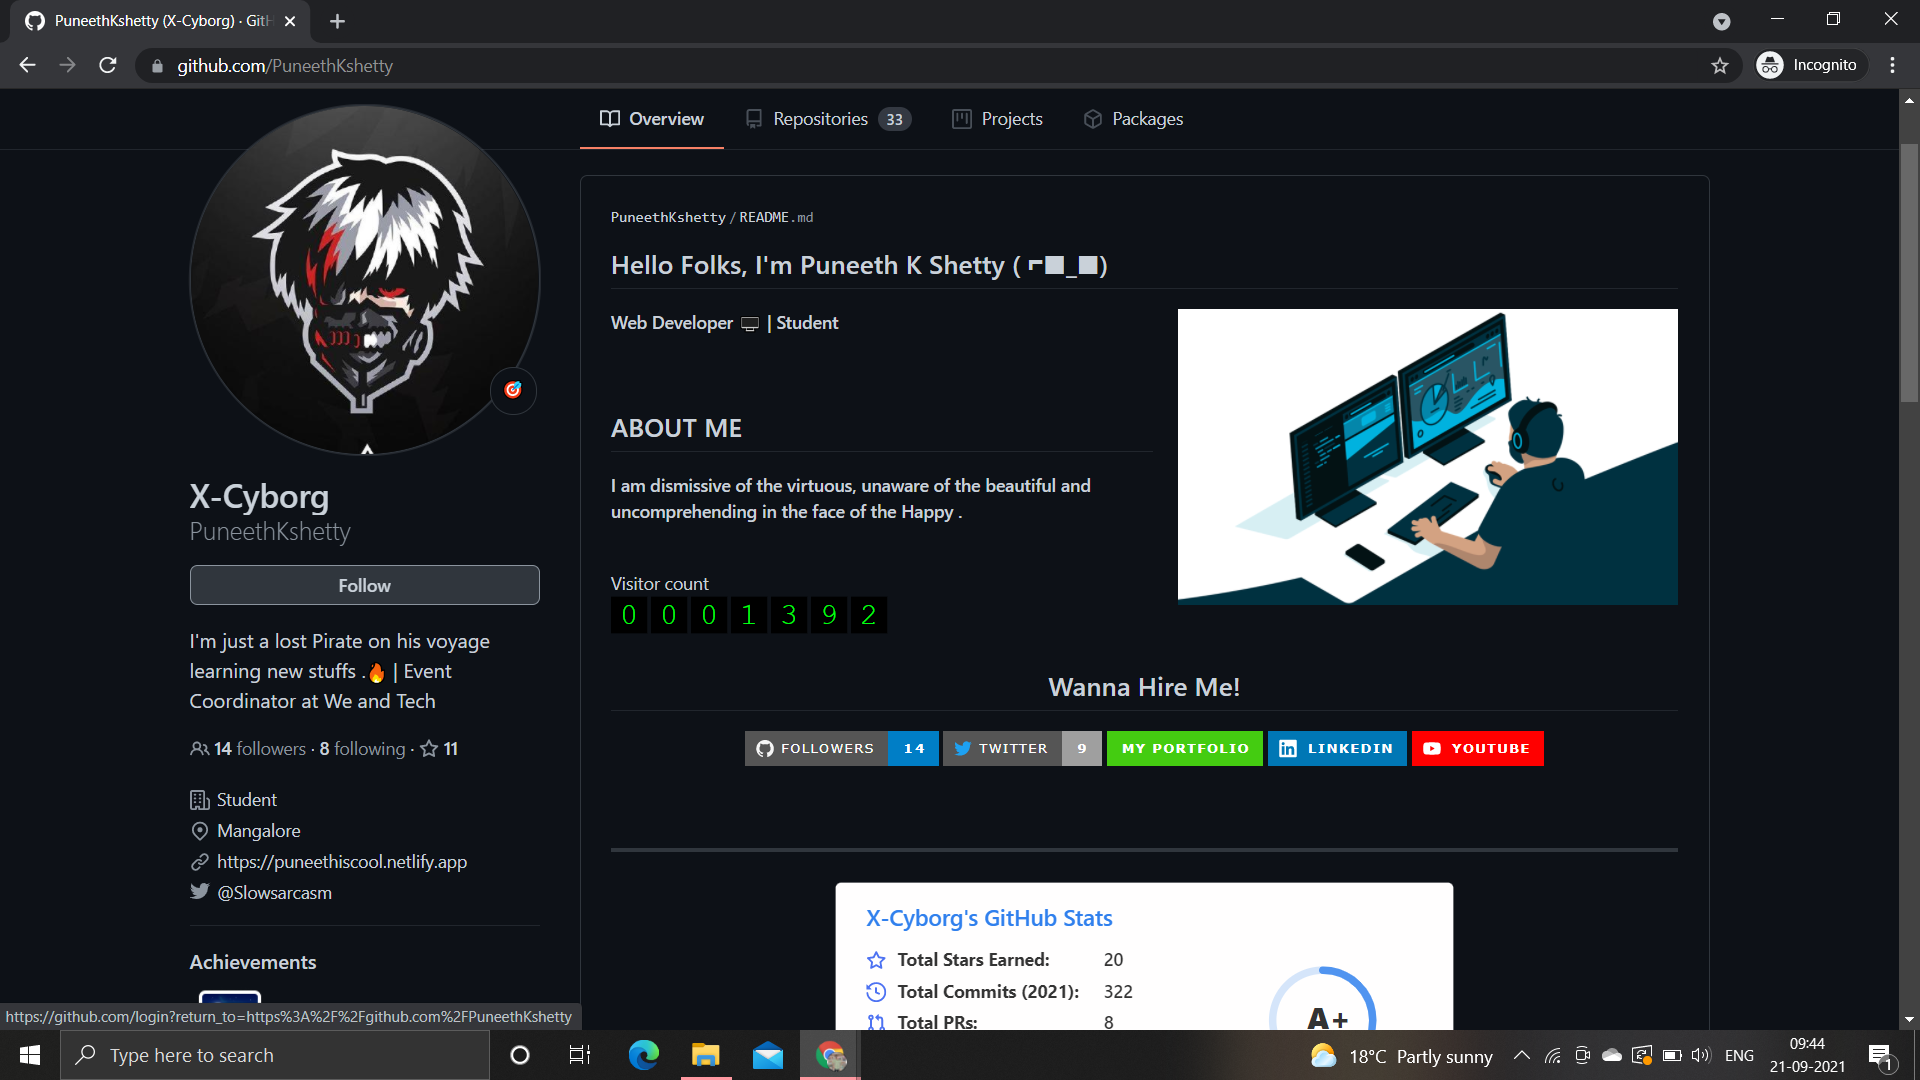 PuneethKshetty (X-Cyborg) · GitH
github.com/PuneethKshetty
Incognito
Overview
Repositories 33
Projects
Packages
X-Cyborg
PuneethKshetty
Follow
I'm just a lost Pirate on his voyage
learning new stuffs .🔥 | Event
Coordinator at We and Tech
14 followers · 8 following · 11
Student
Mangalore
https://puneethiscool.netlify.app
@Slowsarcasm
Achievements
PuneethKshetty / README.md
Hello Folks, I'm Puneeth K Shetty ( ⌐■_■)
Web Developer 🖥️ | Student
ABOUT ME
I am dismissive of the virtuous, unaware of the beautiful and
uncomprehending in the face of the Happy .
Visitor count
0 0 0 1 3 9 2
Wanna Hire Me!
FOLLOWERS 14
TWITTER 9
MY PORTFOLIO
LINKEDIN
YOUTUBE
X-Cyborg's GitHub Stats
Total Stars Earned: 20
Total Commits (2021): 322
Total PRs: 8
A+
https://github.com/login?return_to=https%3A%2F%2Fgithub.com%2FPuneethKshetty
Type here to search
18°C Partly sunny
ENG
09:44
21-09-2021
1